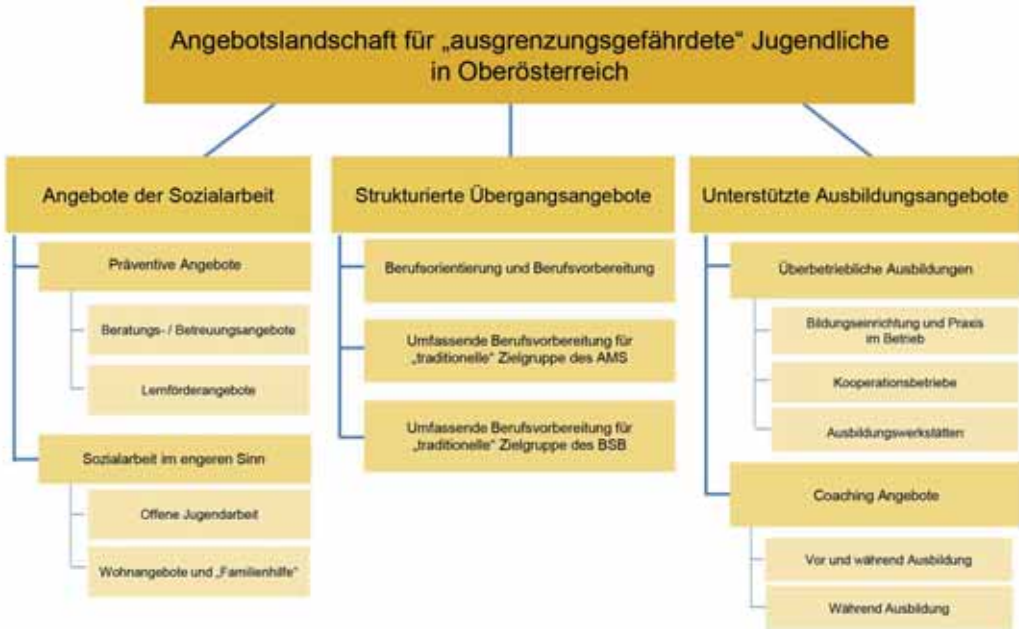 Angebotslandschaft für „ausgrenzungsgefährdete“ Jugendliche
in Oberösterreich
Angebote der Sozialarbeit
Präventive Angebote
Beratungs- / Betreuungsangebote
Lernförderangebote
Sozialarbeit im engeren Sinn
Offene Jugendarbeit
Wohnangebote und „Familienhilfe“
Strukturierte Übergangsangebote
Berufsorientierung und Berufsvorbereitung
Umfassende Berufsvorbereitung für
„traditionelle“ Zielgruppe des AMS
Umfassende Berufsvorbereitung für
„traditionelle“ Zielgruppe des BSB
Unterstützte Ausbildungsangebote
Überbetriebliche Ausbildungen
Bildungseinrichtung und Praxis
im Betrieb
Kooperationsbetriebe
Ausbildungswerkstätten
Coaching Angebote
Vor und während Ausbildung
Während Ausbildung